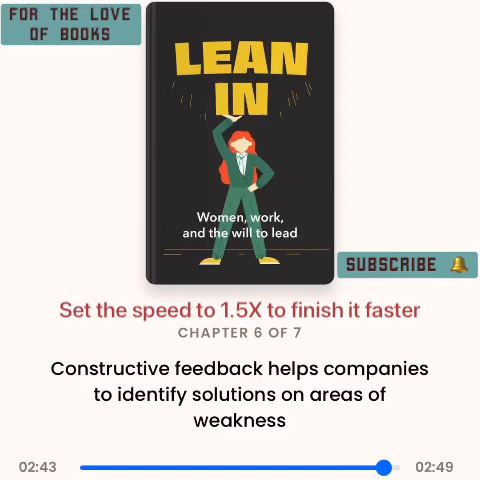 FOR THE LOVE
OF BOOKS
LEAN
IN
Women, work,
and the will to lead
SUBSCRIBE
Set the speed to 1.5X to finish it faster
CHAPTER 6 OF 7
Constructive feedback helps companies
to identify solutions on areas of
weakness
02:43
02:49